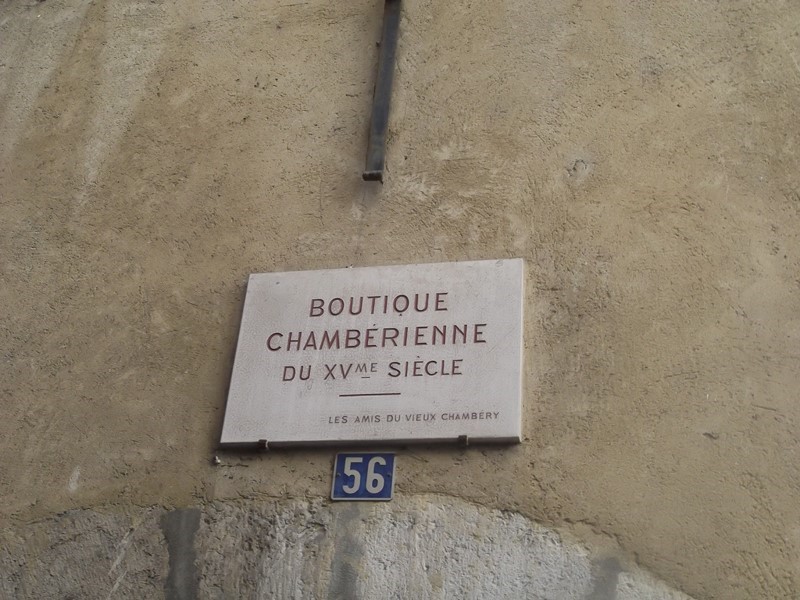 BOUTIQUE
CHAMBÉRIENNE
DU XVME SIÈCLE
LES AMIS DU VIEUX CHAMBÉRY
56